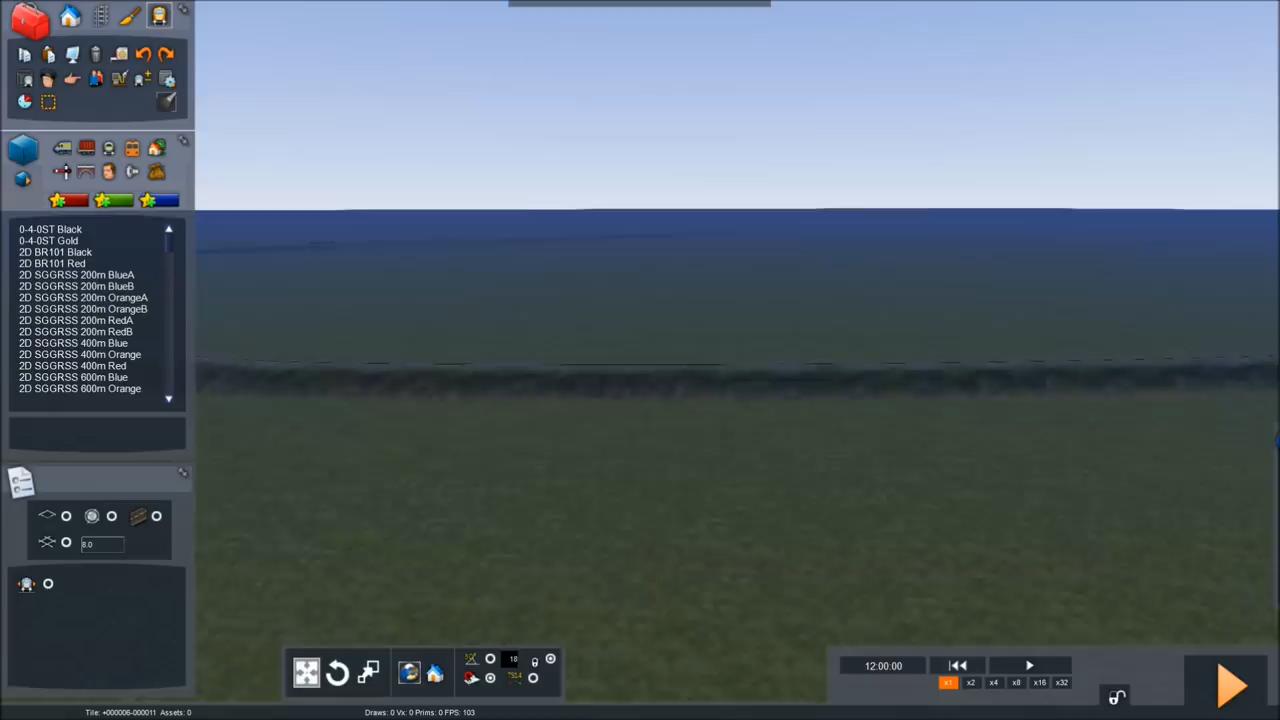 0-4-0ST Black
0-4-0ST Gold
2D BR101 Black
2D BR101 Red
2D SGGRSS 200m BlueA
2D SGGRSS 200m BlueB
2D SGGRSS 200m OrangeA
2D SGGRSS 200m OrangeB
2D SGGRSS 200m RedA
2D SGGRSS 200m RedB
2D SGGRSS 400m Blue
2D SGGRSS 400m Orange
2D SGGRSS 400m Red
2D SGGRSS 600m Blue
2D SGGRSS 600m Orange
8.0
18
12:00:00
x1 x2 x4 x8 x16 x32
Tile: +000006-000011 Assets: 0
Draws: 0 Vx: 0 Prims: 0 FPS: 103